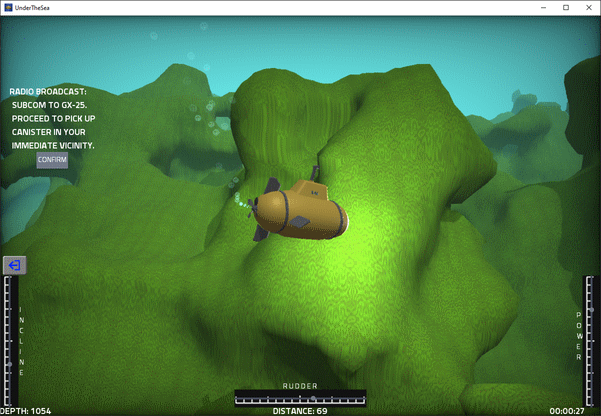 UnderTheSea
RADIO BROADCAST:
SUBCOM TO GX-25.
PROCEED TO PICK UP
CANISTER IN YOUR
IMMEDIATE VICINITY.
CONFIRM
INCLINE
POWER
RUDDER
DEPTH: 1054
DISTANCE: 69
00:00:27